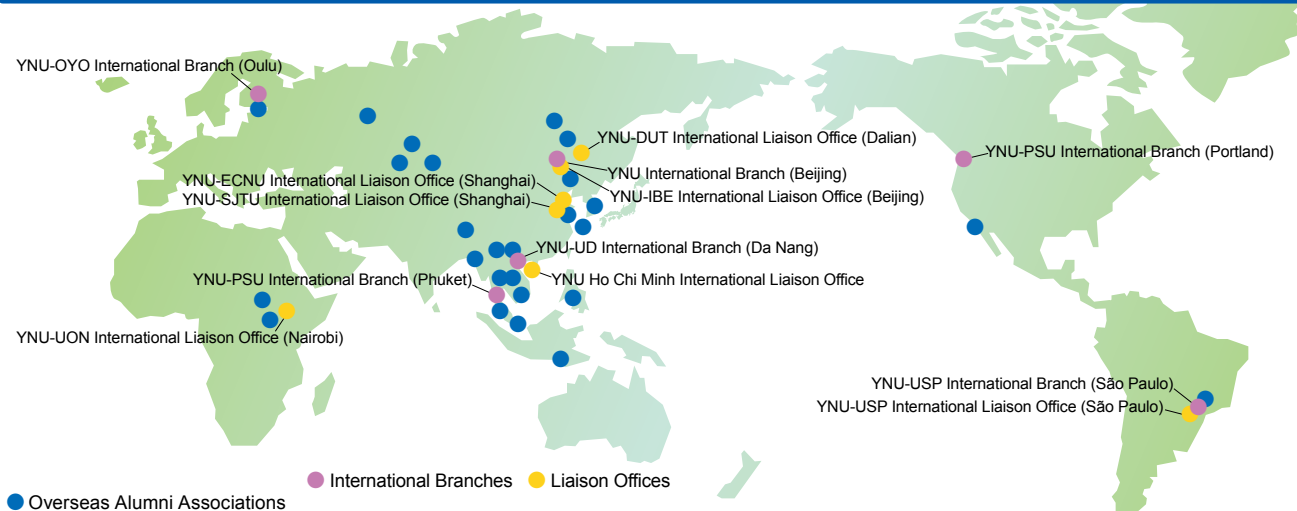 YNU-OYO International Branch (Oulu)
YNU-DUT International Liaison Office (Dalian)
YNU International Branch (Beijing)
YNU-IBE International Liaison Office (Beijing)
YNU-ECNU International Liaison Office (Shanghai)
YNU-SJTU International Liaison Office (Shanghai)
YNU-PSU International Branch (Portland)
YNU-UD International Branch (Da Nang)
YNU-PSU International Branch (Phuket)
YNU Ho Chi Minh International Liaison Office
YNU-UON International Liaison Office (Nairobi)
YNU-USP International Branch (São Paulo)
YNU-USP International Liaison Office (São Paulo)
International Branches
Liaison Offices
Overseas Alumni Associations